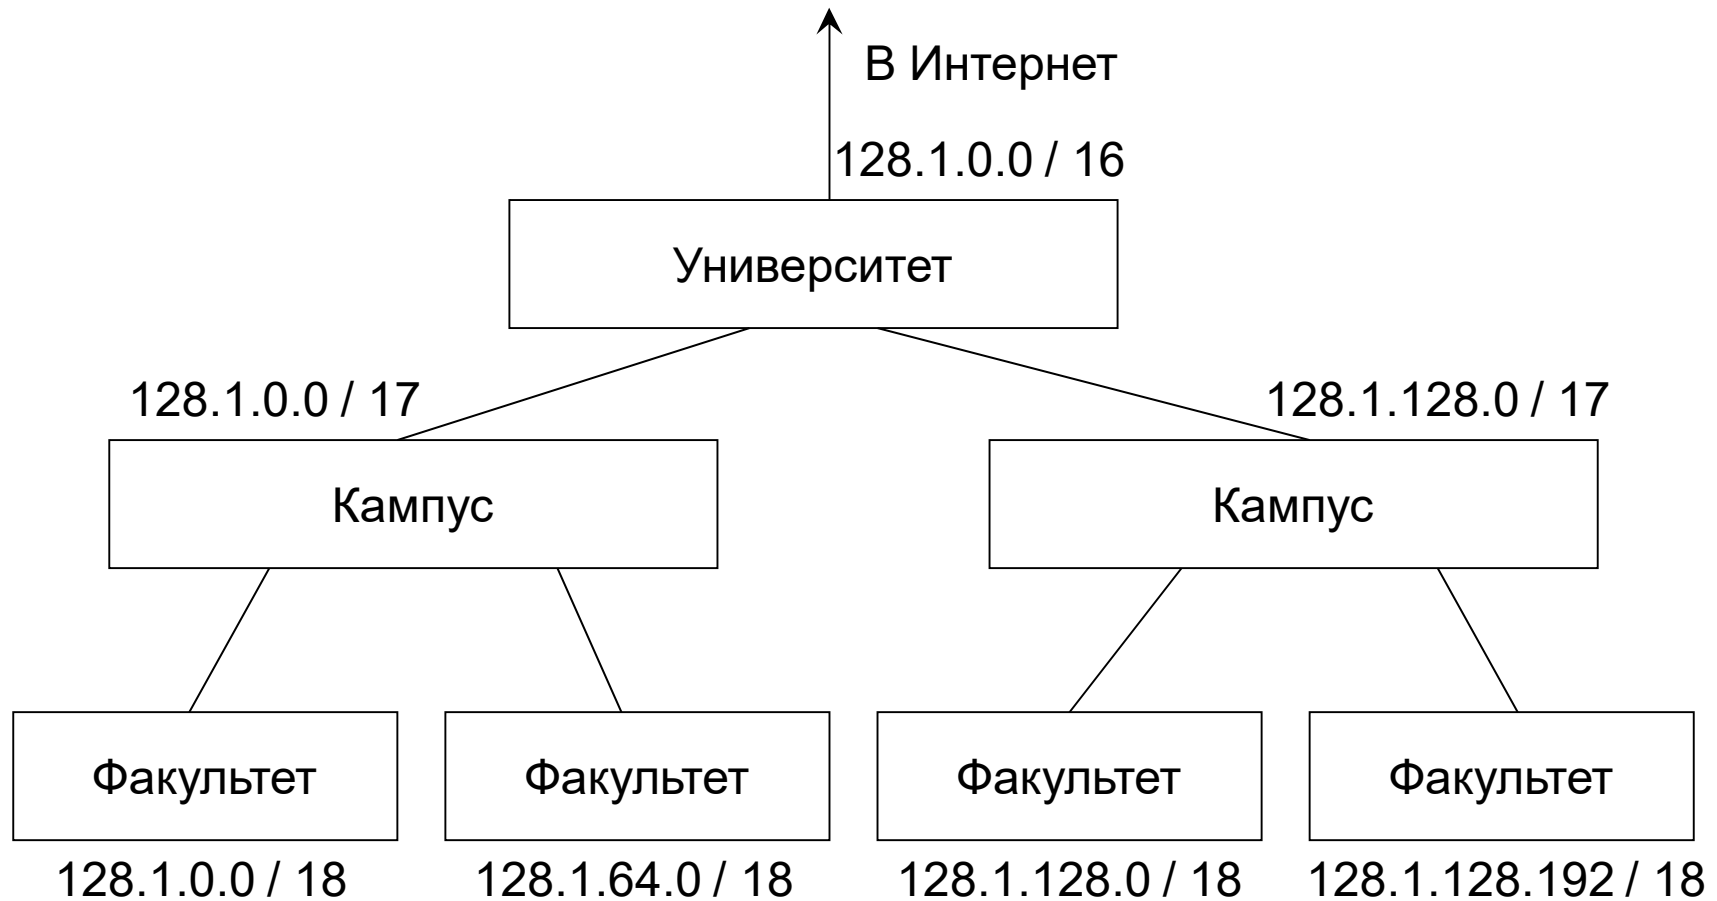 В Интернет
128.1.0.0 / 16
Университет
128.1.0.0 / 17
128.1.128.0 / 17
Кампус
Кампус
Факультет
Факультет
Факультет
Факультет
128.1.0.0 / 18
128.1.64.0 / 18
128.1.128.0 / 18
128.1.128.192 / 18